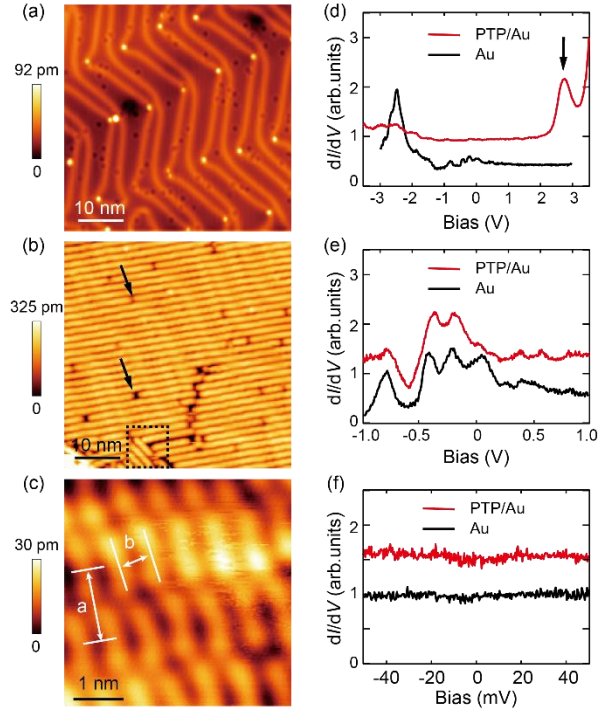 (a)
92 pm
0
10 nm
(b)
325 pm
0
10 nm
(c)
30 pm
0
a
b
1 nm
(d)
dI/dV (arb.units)
3
2
1
0
PTP/Au
Au
-3 -2 -1 0 1 2 3
Bias (V)
(e)
dI/dV (arb.units)
3
2
1
0
PTP/Au
Au
-1.0 -0.5 0 0.5 1.0
Bias (V)
(f)
dI/dV (arb.units)
2
1
0
PTP/Au
Au
-40 -20 0 20 40
Bias (mV)